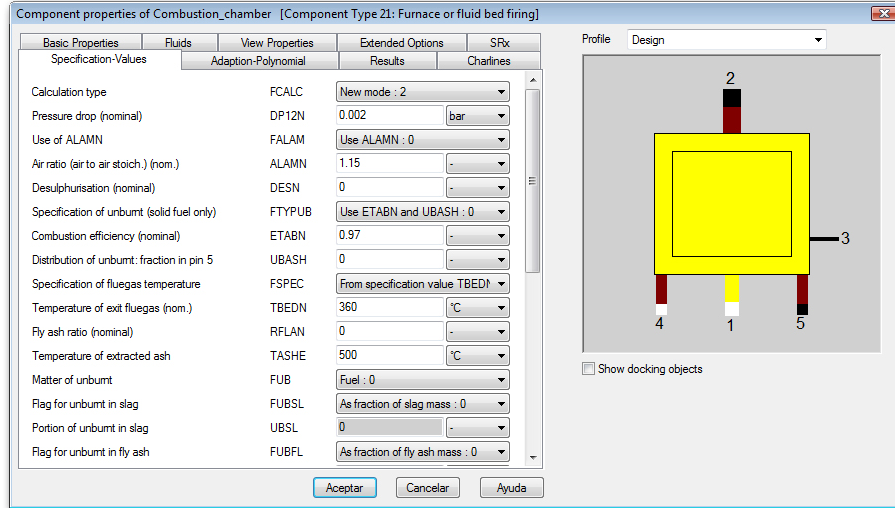 Component properties of Combustion_chamber [Component Type 21: Furnace or fluid bed firing]
Basic Properties Fluids View Properties Extended Options SRx
Specification-Values Adaption-Polynomial Results Charlines
Calculation type FCALC New mode : 2
Pressure drop (nominal) DP12N 0.002 bar
Use of ALAMN FALAM Use ALAMN : 0
Air ratio (air to air stoich.) (nom.) ALAMN 1.15 -
Desulphurisation (nominal) DESN 0 -
Specification of unburnt (solid fuel only) FTYPUB Use ETABN and UBASH : 0
Combustion efficiency (nominal) ETABN 0.97 -
Distribution of unburnt: fraction in pin 5 UBASH 0 -
Specification of fluegas temperature FSPEC From specification value TBEDN
Temperature of exit fluegas (nom.) TBEDN 360 °C
Fly ash ratio (nominal) RFLAN 0 -
Temperature of extracted ash TASHE 500 °C
Matter of unburnt FUB Fuel : 0
Flag for unburnt in slag FUBSL As fraction of slag mass : 0
Portion of unburnt in slag UBSL 0 -
Flag for unburnt in fly ash FUBFL As fraction of fly ash mass : 0
Aceptar Cancelar Ayuda
Profile Design
2
3
4 1 5
Show docking objects